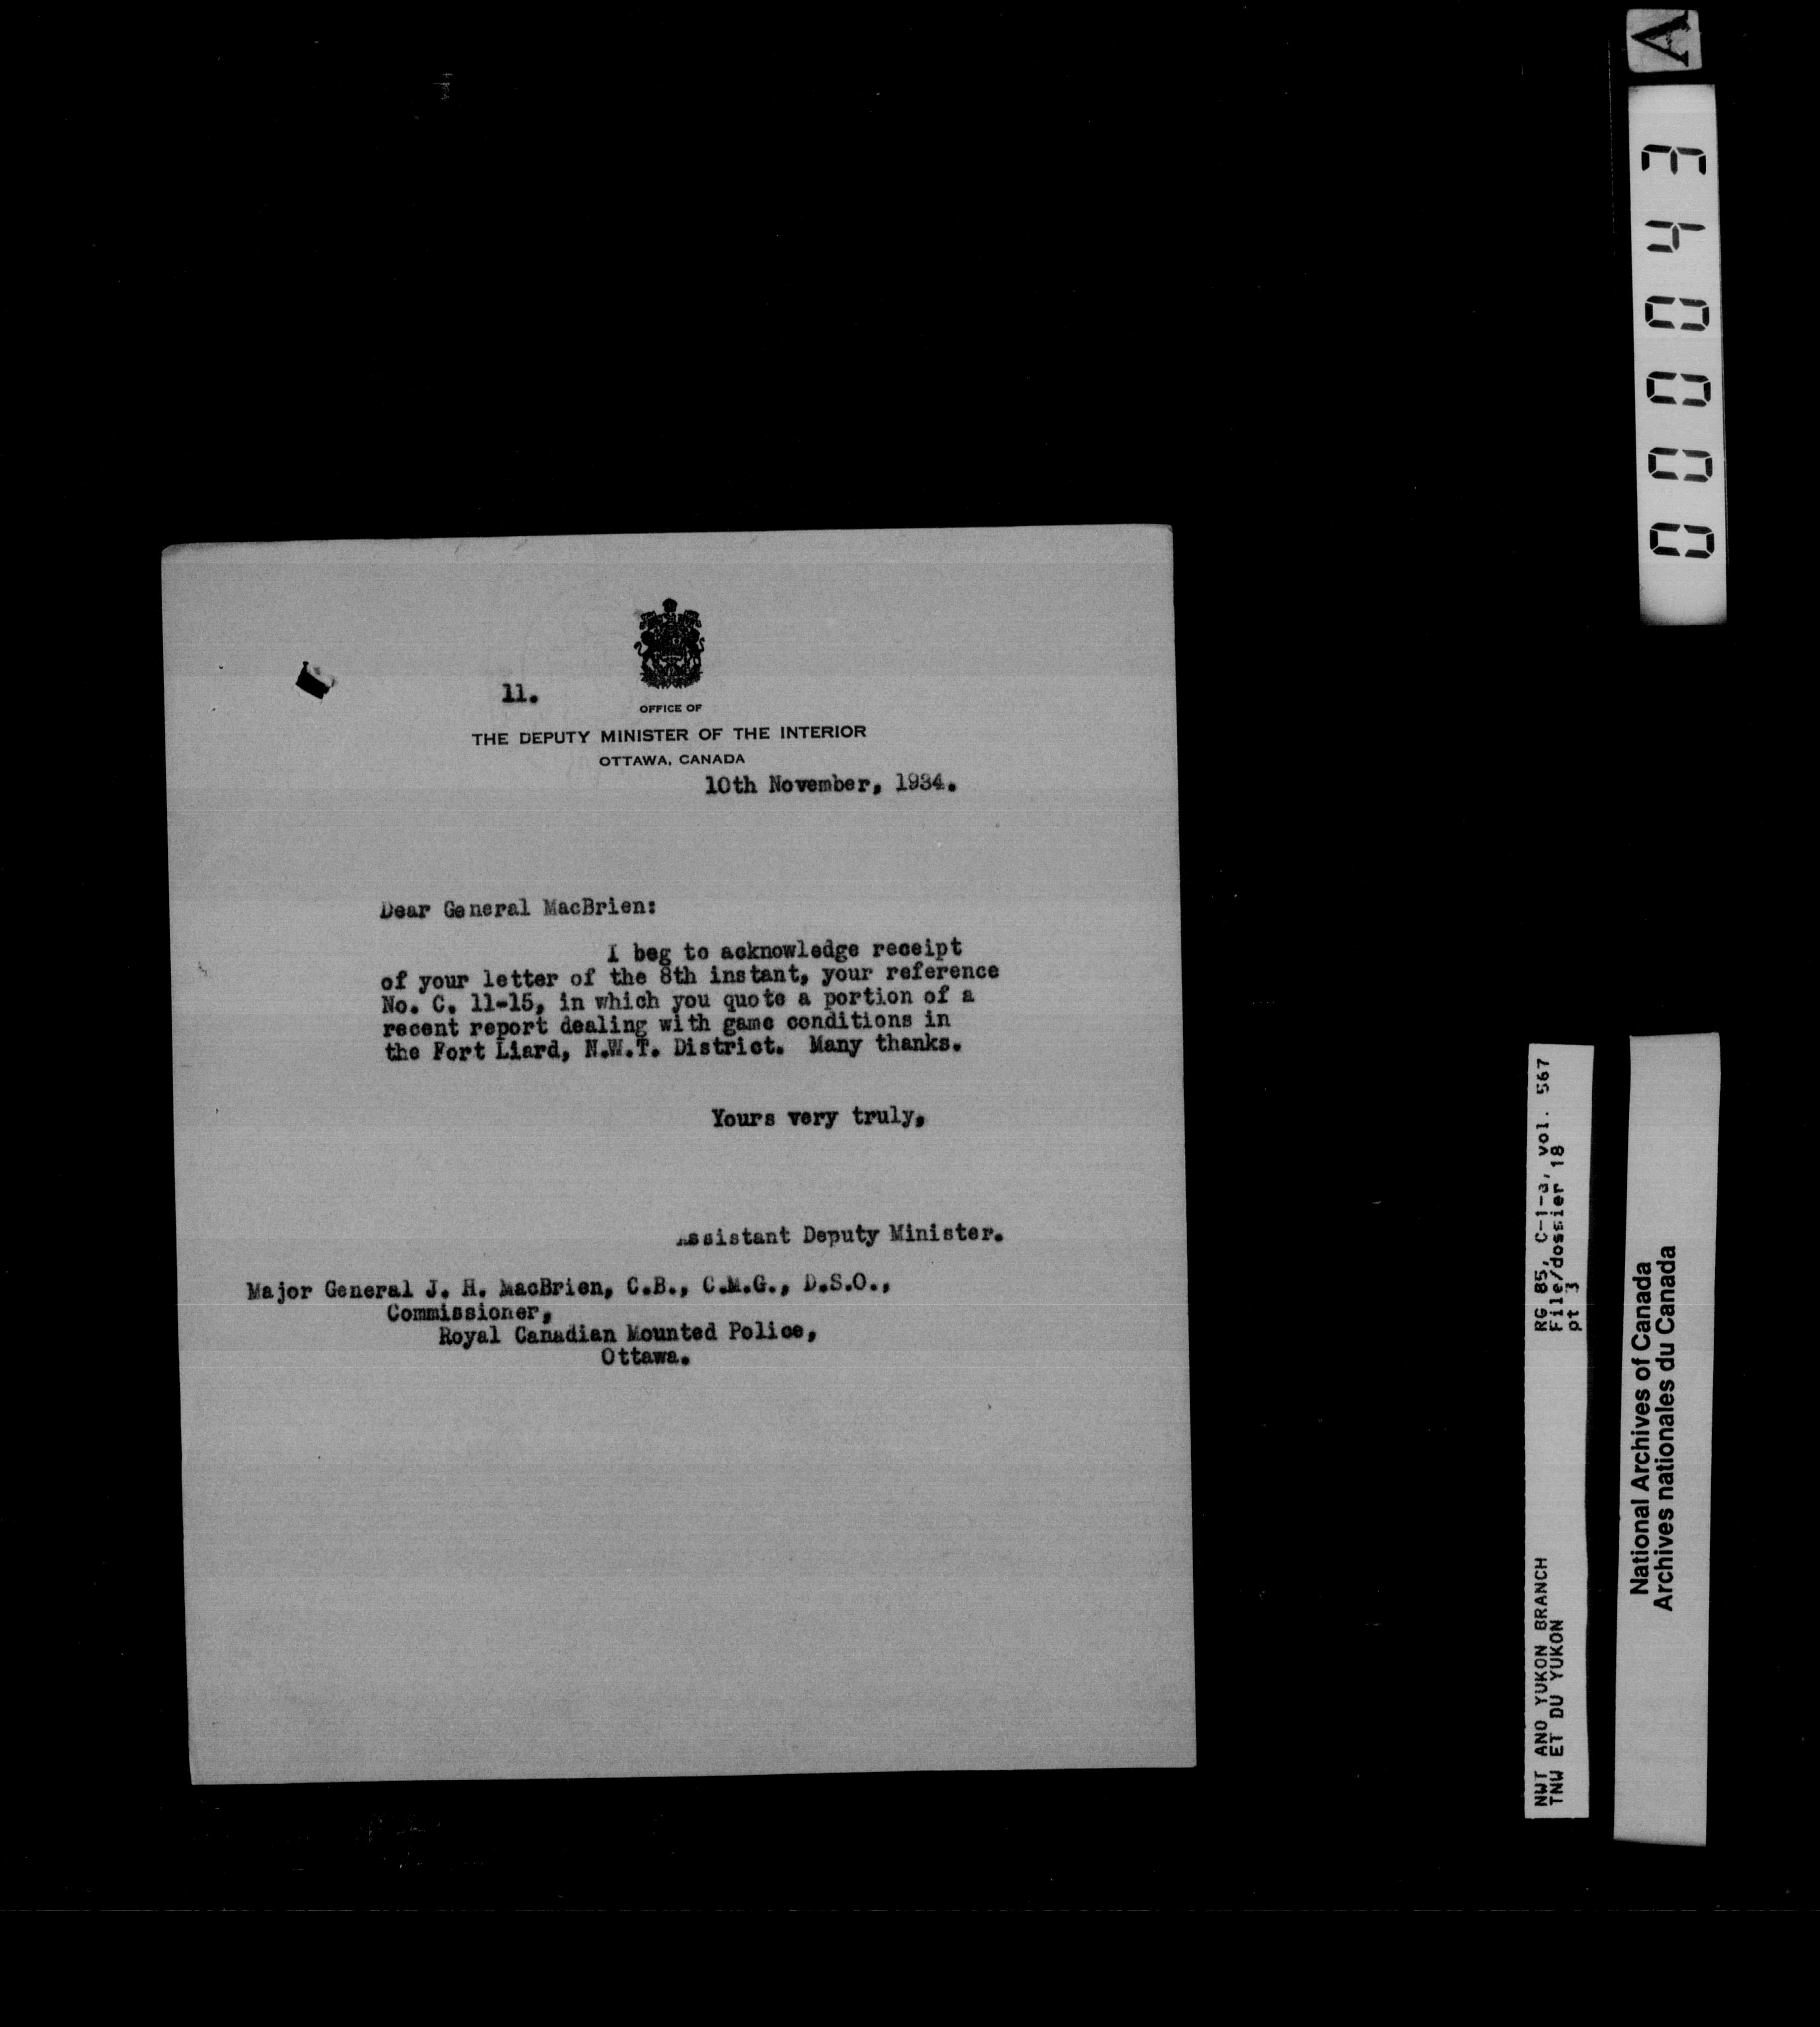 11.
OFFICE OF
THE DEPUTY MINISTER OF THE INTERIOR
OTTAWA, CANADA
10th November, 1934.
Dear General MacBrien:
I beg to acknowledge receipt
of your letter of the 8th instant, your reference
No. C. 11-15, in which you quote a portion of a
recent report dealing with game conditions in
the Fort Liard, N.W.T. District. Many thanks.
Yours very truly,
Assistant Deputy Minister.
Major General J. H. MacBrien, C.B., C.M.G., D.S.O.,
Commissioner,
Royal Canadian Mounted Police,
Ottawa.
A
000043
RG 85, C-1-a, vol. 567
File/dossier 18
pt 3
NWT AND YUKON BRANCH
TNW ET DU YUKON
National Archives of Canada
Archives nationales du Canada